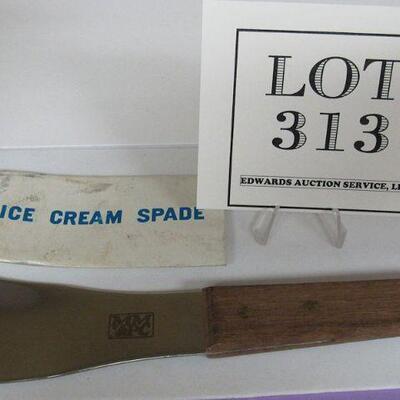 LOT
313
EDWARDS AUCTION SERVICE, LL
ICE CREAM SPADE